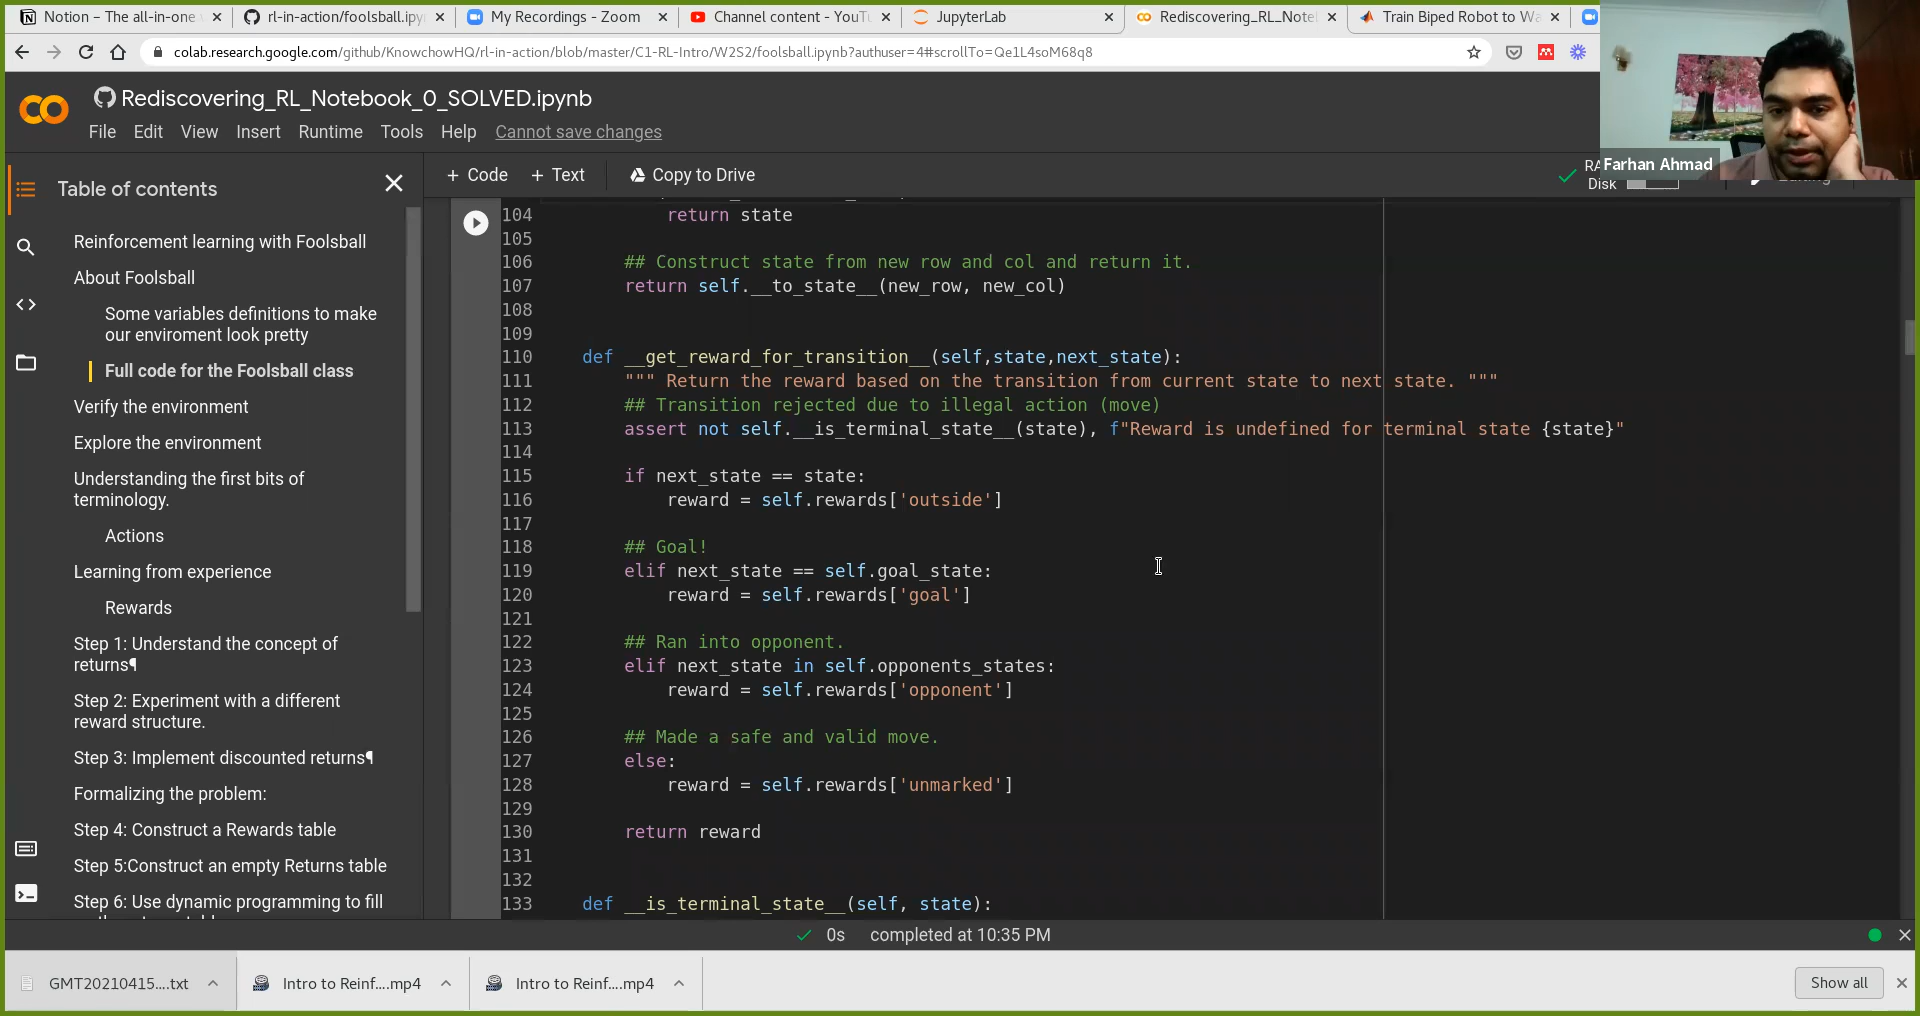 Notion – The all-in-one
rl-in-action/foolsball.ipy
My Recordings - Zoom
Channel content - YouT
JupyterLab
Rediscovering_RL_Note
Train Biped Robot to Wa
colab.research.google.com/github/KnowchowHQ/rl-in-action/blob/master/C1-RL-Intro/W2S2/foolsball.ipynb?authuser=4#scrollTo=Qe1L4soM68q8
Rediscovering_RL_Notebook_0_SOLVED.ipynb
File Edit View Insert Runtime Tools Help Cannot save changes
Farhan Ahmad
Table of contents
+ Code + Text Copy to Drive
RA
Disk
Reinforcement learning with Foolsball
About Foolsball
Some variables definitions to make
our enviroment look pretty
Full code for the Foolsball class
Verify the environment
Explore the environment
Understanding the first bits of
terminology.
Actions
Learning from experience
Rewards
Step 1: Understand the concept of
returns¶
Step 2: Experiment with a different
reward structure.
Step 3: Implement discounted returns¶
Formalizing the problem:
Step 4: Construct a Rewards table
Step 5:Construct an empty Returns table
Step 6: Use dynamic programming to fill
104 return state
105
106 ## Construct state from new row and col and return it.
107 return self.__to_state__(new_row, new_col)
108
109
110 def __get_reward_for_transition__(self,state,next_state):
111 """ Return the reward based on the transition from current state to next state. """
112 ## Transition rejected due to illegal action (move)
113 assert not self.__is_terminal_state__(state), f"Reward is undefined for terminal state {state}"
114
115 if next_state == state:
116 reward = self.rewards['outside']
117
118 ## Goal!
119 elif next_state == self.goal_state:
120 reward = self.rewards['goal']
121
122 ## Ran into opponent.
123 elif next_state in self.opponents_states:
124 reward = self.rewards['opponent']
125
126 ## Made a safe and valid move.
127 else:
128 reward = self.rewards['unmarked']
129
130 return reward
131
132
133 def __is_terminal_state__(self, state):
0s completed at 10:35 PM
GMT20210415....txt
Intro to Reinf....mp4
Intro to Reinf....mp4
Show all